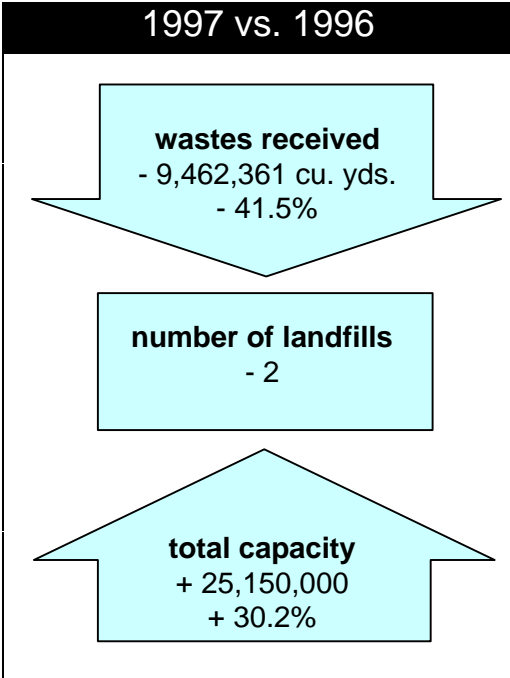 1997 vs. 1996
wastes received
- 9,462,361 cu. yds.
- 41.5%
number of landfills
- 2
total capacity
+ 25,150,000
+ 30.2%